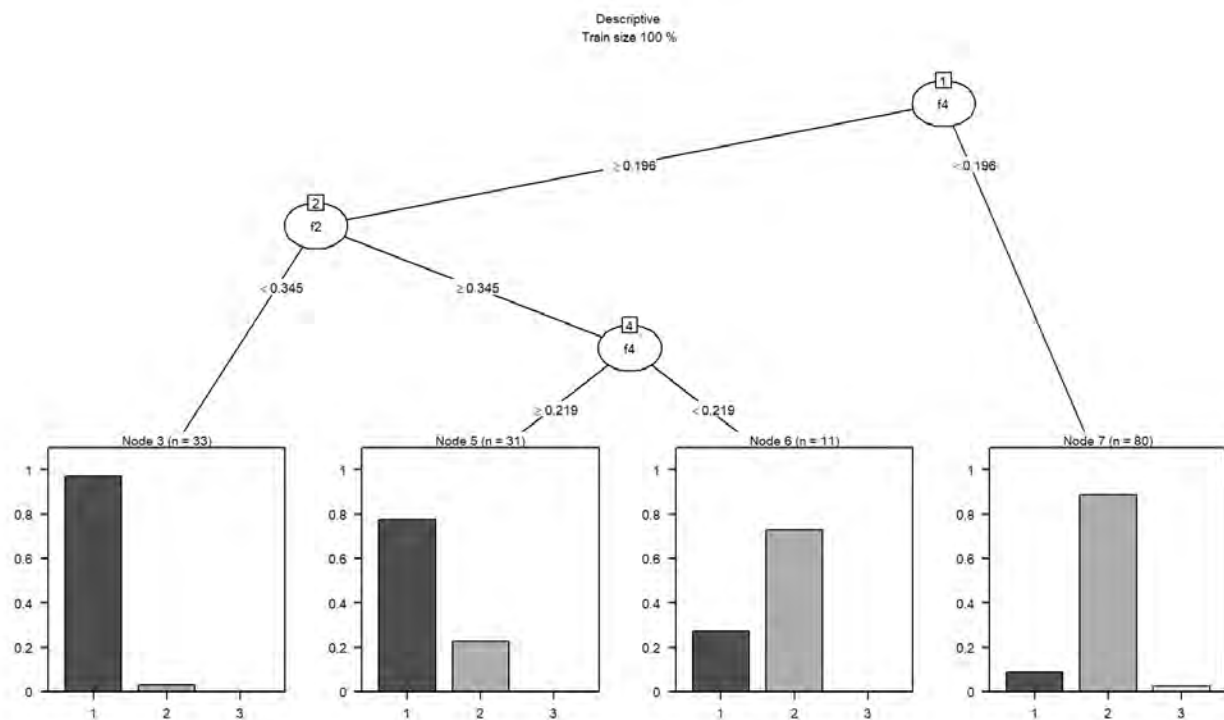 Descriptive
Train size 100 %
1
f4
≥ 0.196
< 0.196
2
f2
< 0.345
≥ 0.345
4
f4
≥ 0.219
< 0.219
Node 3 (n = 33)
1
0.8
0.6
0.4
0.2
0
1 2 3
Node 5 (n = 31)
1
0.8
0.6
0.4
0.2
0
1 2 3
Node 6 (n = 11)
1
0.8
0.6
0.4
0.2
0
1 2 3
Node 7 (n = 80)
1
0.8
0.6
0.4
0.2
0
1 2 3